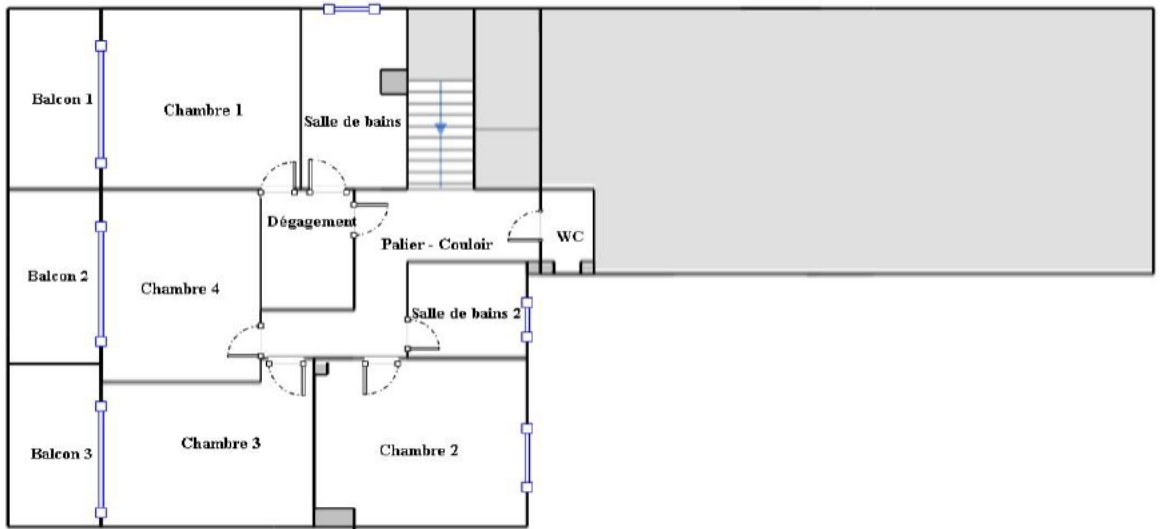 Balcon 1
Chambre 1
Salle de bains
Dégagement
Palier - Couloir
WC
Balcon 2
Chambre 4
Salle de bains 2
Balcon 3
Chambre 3
Chambre 2